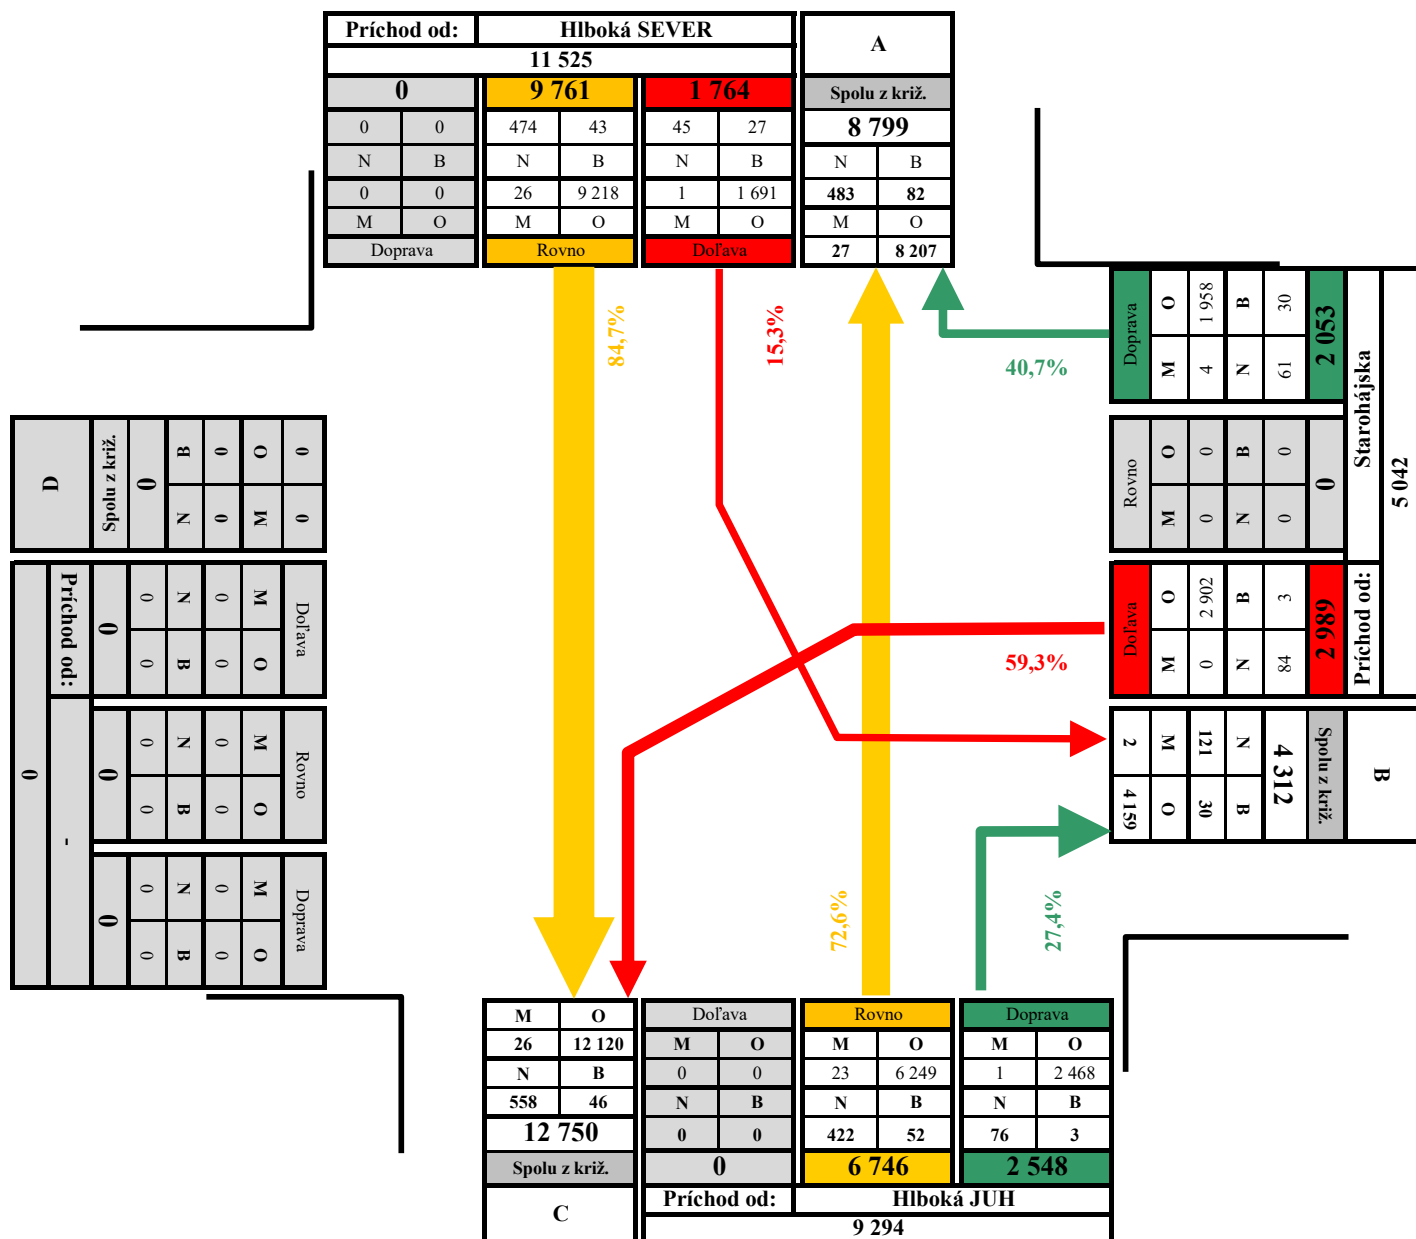 Príchod od: Hlboká SEVER
11 525
0 9 761 1 764
0 0 474 43 45 27
N B N B N B
0 0 26 9 218 1 1 691
M O M O M O
Doprava Rovno Doľava
A
Spolu z križ.
8 799
N B
483 82
M O
27 8 207
84,7%
15,3%
40,7%
59,3%
72,6%
27,4%
Príchod od: Starohájska
5 042
2 053
61 30
N B
4 1 958
M O
Doprava
0
0 0
N B
0 0
M O
Rovno
2 989
84 3
N B
0 2 902
M O
Doľava
B
Spolu z križ.
4 312
N B
121 30
M O
2 4 159
D
Spolu z križ.
0
N B
0 0
M O
0 0
Príchod od: -
0
0
0 0
N B
0 0
M O
Doľava
0
0 0
N B
0 0
M O
Rovno
0
0 0
N B
0 0
M O
Doprava
M O
26 12 120
N B
558 46
12 750
Spolu z križ.
C
Doľava Rovno Doprava
M O M O M O
0 0 23 6 249 1 2 468
N B N B N B
0 0 422 52 76 3
0 6 746 2 548
Príchod od: Hlboká JUH
9 294